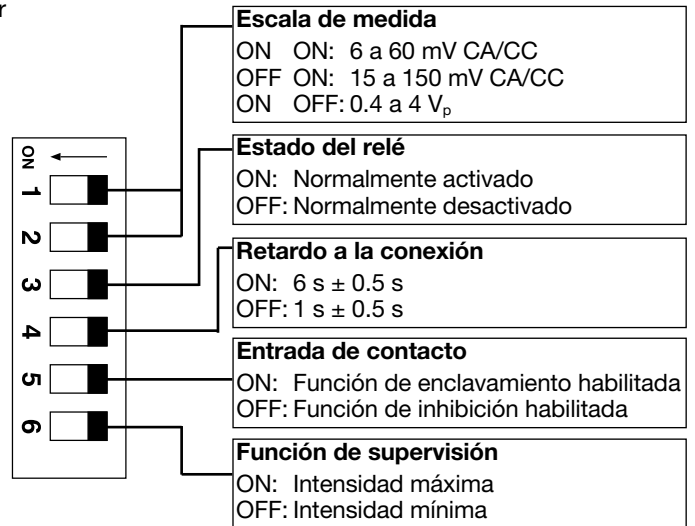 r
Escala de medida
ON ON: 6 a 60 mV CA/CC
OFF ON: 15 a 150 mV CA/CC
ON OFF: 0.4 a 4 Vp
Estado del relé
ON: Normalmente activado
OFF: Normalmente desactivado
Retardo a la conexión
ON: 6 s ± 0.5 s
OFF: 1 s ± 0.5 s
Entrada de contacto
ON: Función de enclavamiento habilitada
OFF: Función de inhibición habilitada
Función de supervisión
ON: Intensidad máxima
OFF: Intensidad mínima
ON
1
2
3
4
5
6